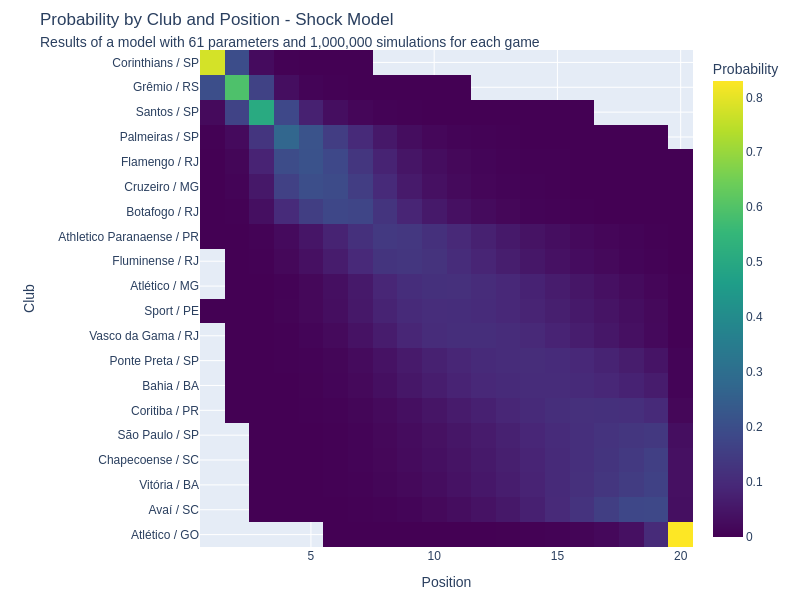 Probability by Club and Position - Shock Model
Results of a model with 61 parameters and 1,000,000 simulations for each game
Probability
Club
Corinthians / SP
Grêmio / RS
Santos / SP
Palmeiras / SP
Flamengo / RJ
Cruzeiro / MG
Botafogo / RJ
Athletico Paranaense / PR
Fluminense / RJ
Atlético / MG
Sport / PE
Vasco da Gama / RJ
Ponte Preta / SP
Bahia / BA
Coritiba / PR
São Paulo / SP
Chapecoense / SC
Vitória / BA
Avaí / SC
Atlético / GO
0.8
0.7
0.6
0.5
0.4
0.3
0.2
0.1
0
5 10 15 20
Position